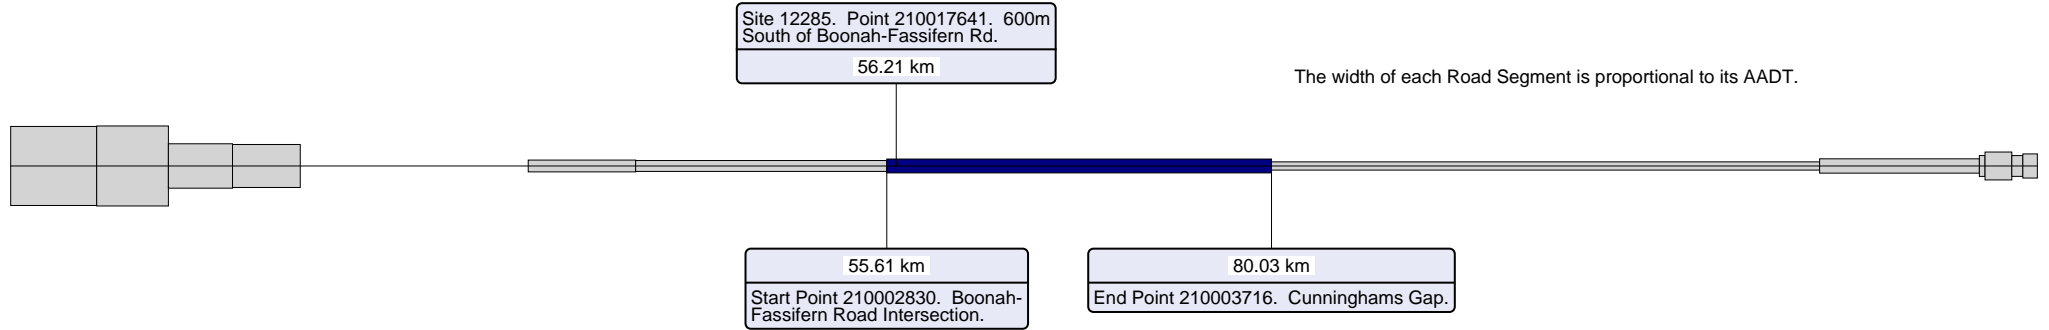 Site 12285. Point 210017641. 600m
South of Boonah-Fassifern Rd.
56.21 km
The width of each Road Segment is proportional to its AADT.
55.61 km
Start Point 210002830. Boonah-
Fassifern Road Intersection.
80.03 km
End Point 210003716. Cunninghams Gap.